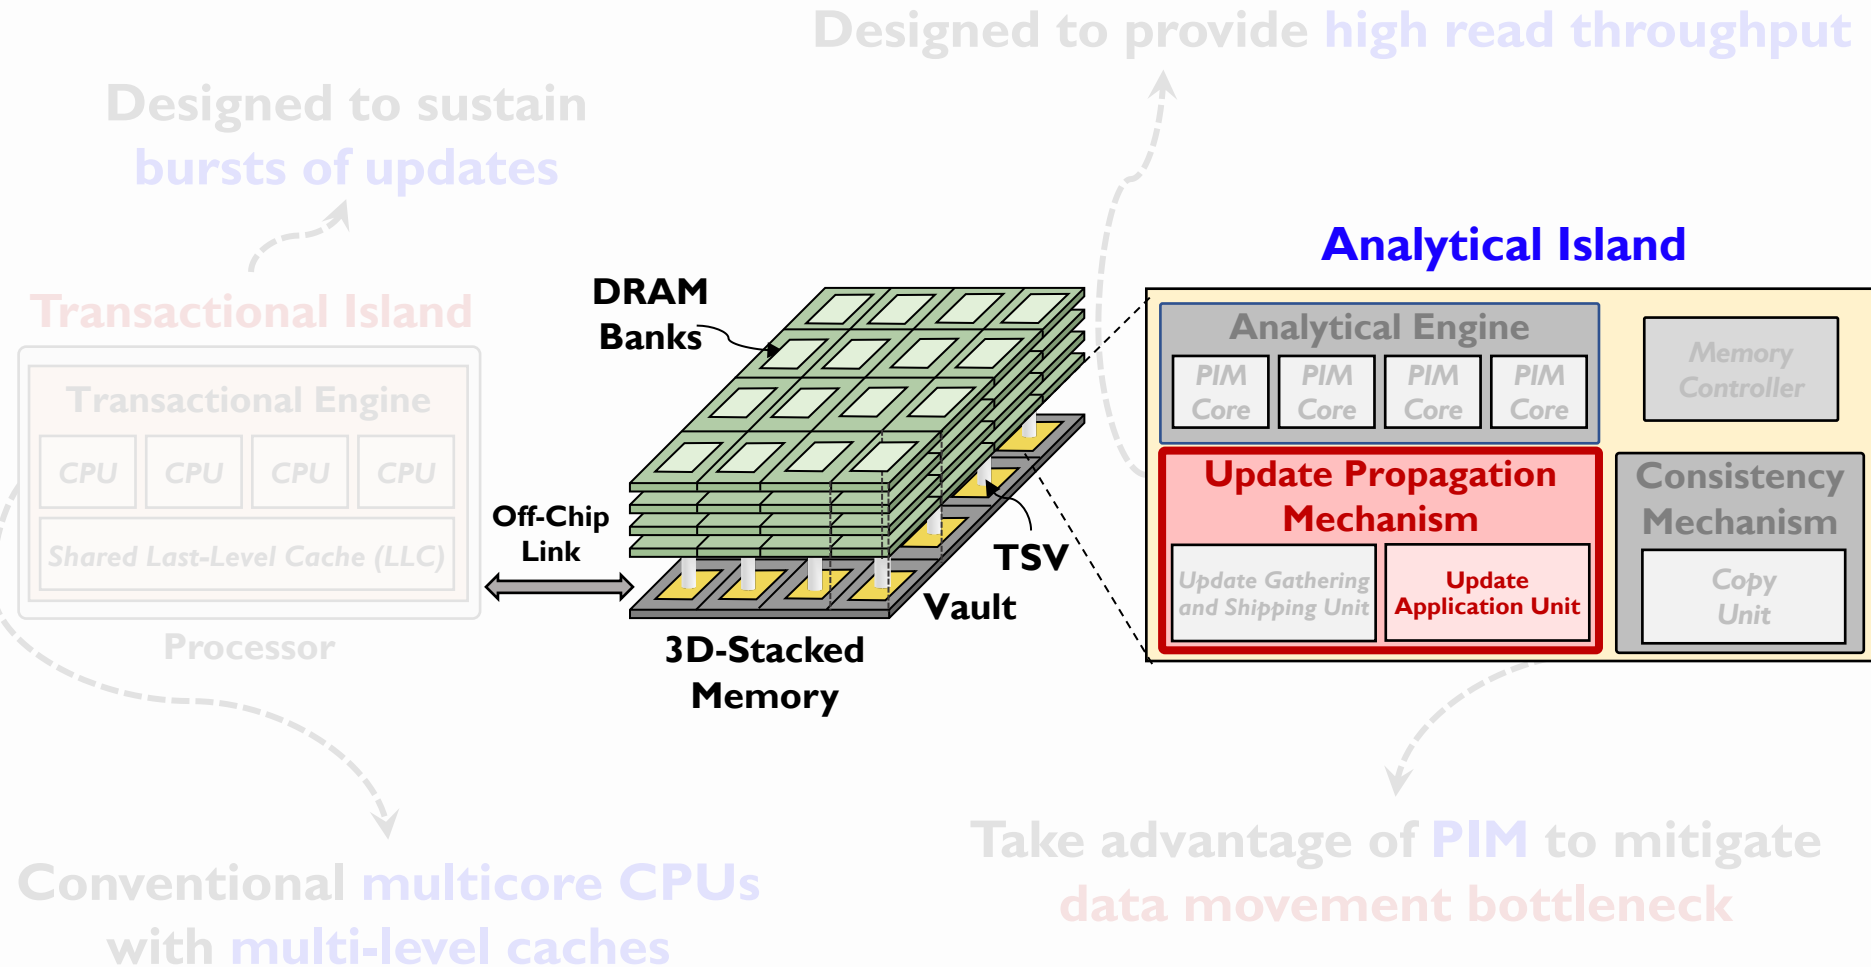 Designed to provide high read throughput
Designed to sustain
bursts of updates
Transactional Island
Transactional Engine
CPU CPU CPU CPU
Shared Last-Level Cache (LLC)
Processor
Off-Chip
Link
DRAM
Banks
TSV
Vault
3D-Stacked
Memory
Analytical Island
Analytical Engine
PIM PIM PIM PIM
Core Core Core Core
Memory
Controller
Update Propagation
Mechanism
Update Gathering
and Shipping Unit
Update
Application Unit
Consistency
Mechanism
Copy
Unit
Conventional multicore CPUs
with multi-level caches
Take advantage of PIM to mitigate
data movement bottleneck